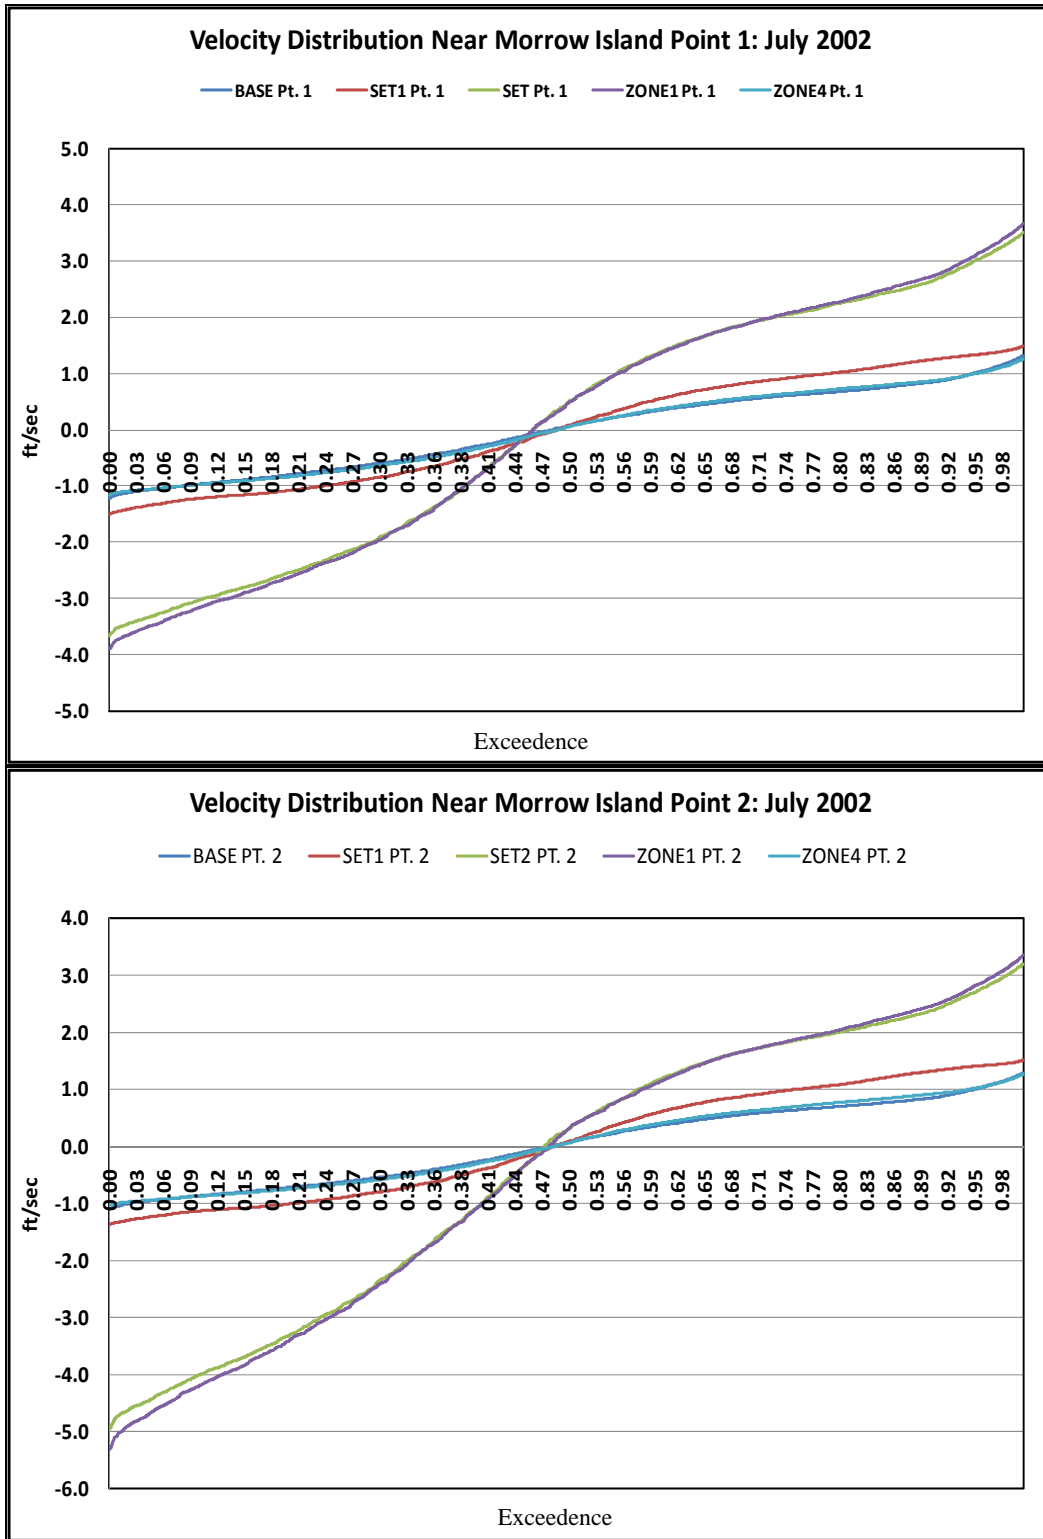 Velocity Distribution Near Morrow Island Point 1: July 2002
BASE Pt. 1 SET1 Pt. 1 SET Pt. 1 ZONE1 Pt. 1 ZONE4 Pt. 1
5.0
4.0
3.0
2.0
1.0
0.0
-1.0
-2.0
-3.0
-4.0
-5.0
ft/sec
0.00 0.03 0.06 0.09 0.12 0.15 0.18 0.21 0.24 0.27 0.30 0.33 0.36 0.38 0.41 0.44 0.47 0.50 0.53 0.56 0.59 0.62 0.65 0.68 0.71 0.74 0.77 0.80 0.83 0.86 0.89 0.92 0.95 0.98
Exceedence
Velocity Distribution Near Morrow Island Point 2: July 2002
BASE PT. 2 SET1 PT. 2 SET2 PT. 2 ZONE1 PT. 2 ZONE4 PT. 2
4.0
3.0
2.0
1.0
0.0
-1.0
-2.0
-3.0
-4.0
-5.0
-6.0
ft/sec
0.00 0.03 0.06 0.09 0.12 0.15 0.18 0.21 0.24 0.27 0.30 0.33 0.36 0.38 0.41 0.44 0.47 0.50 0.53 0.56 0.59 0.62 0.65 0.68 0.71 0.74 0.77 0.80 0.83 0.86 0.89 0.92 0.95 0.98
Exceedence